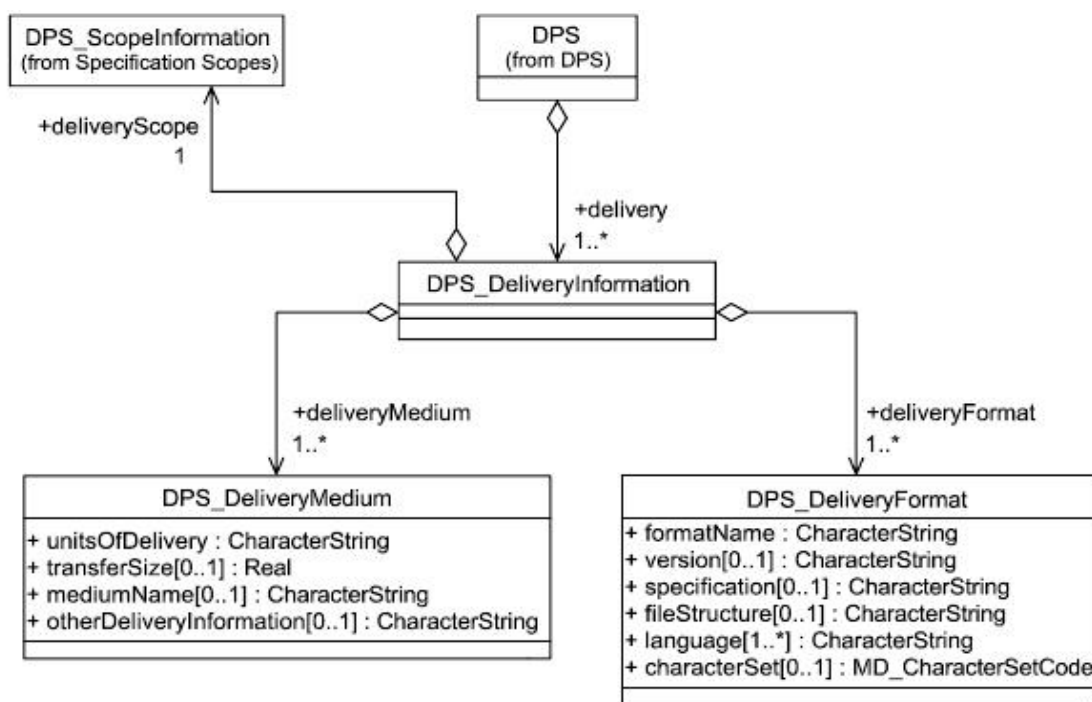 DPS_ScopeInformation
(from Specification Scopes)
DPS
(from DPS)
+deliveryScope
1
+delivery
1..*
DPS_DeliveryInformation
+deliveryMedium
1..*
+deliveryFormat
1..*
DPS_DeliveryMedium
+ unitsOfDelivery : CharacterString
+ transferSize[0..1] : Real
+ mediumName[0..1] : CharacterString
+ otherDeliveryInformation[0..1] : CharacterString
DPS_DeliveryFormat
+ formatName : CharacterString
+ version[0..1] : CharacterString
+ specification[0..1] : CharacterString
+ fileStructure[0..1] : CharacterString
+ language[1..*] : CharacterString
+ characterSet[0..1] : MD_CharacterSetCode